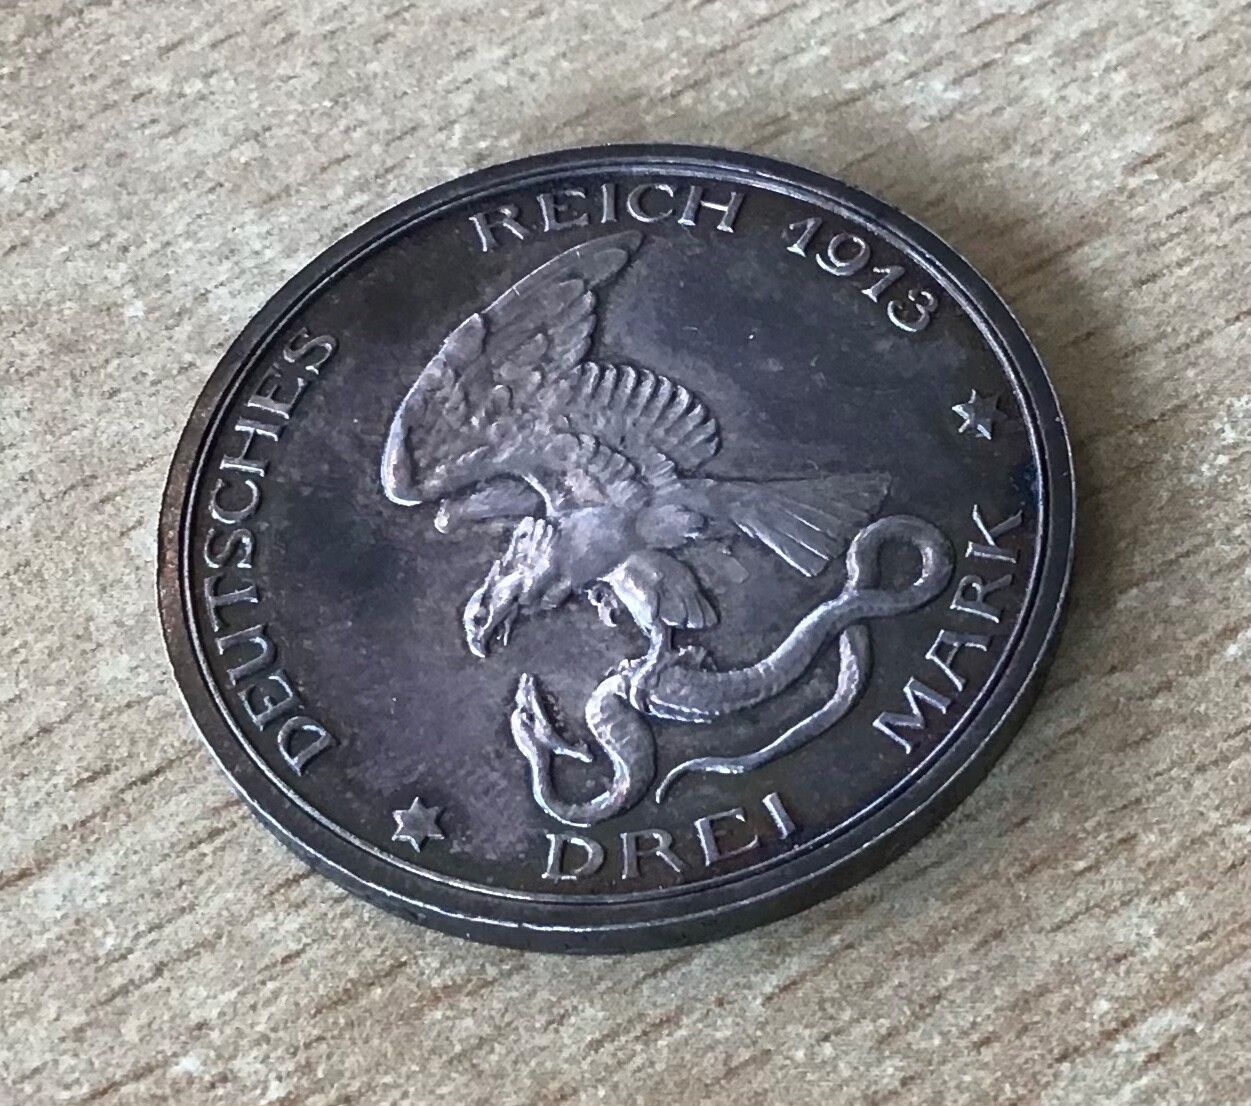 DEUTSCHES REICH 1913
DREI MARK